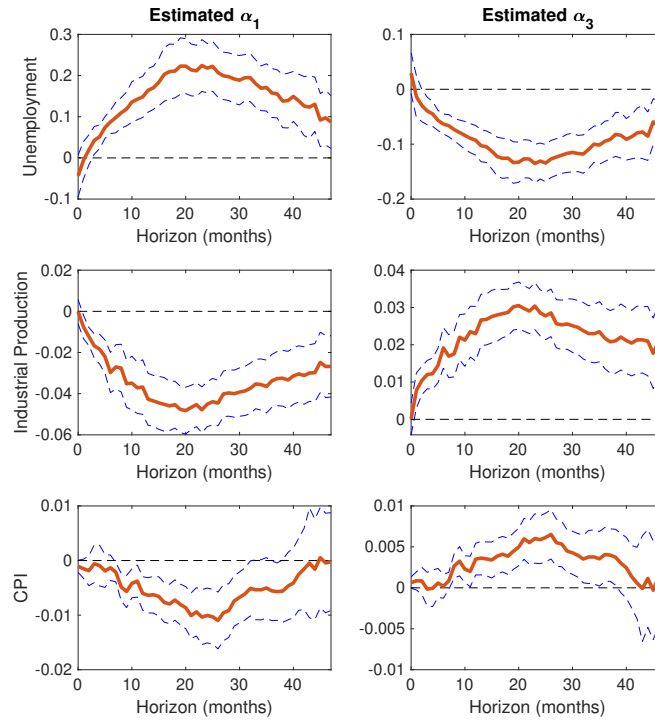 Estimated α1
Estimated α3
Unemployment
0.3
0.2
0.1
0
-0.1
0 10 20 30 40
Horizon (months)
0.1
0
-0.1
-0.2
0 10 20 30 40
Horizon (months)
Industrial Production
0.02
0
-0.02
-0.04
-0.06
0 10 20 30 40
Horizon (months)
0.04
0.03
0.02
0.01
0
0 10 20 30 40
Horizon (months)
CPI
0.01
0
-0.01
-0.02
0 10 20 30 40
Horizon (months)
0.01
0.005
0
-0.005
-0.01
0 10 20 30 40
Horizon (months)